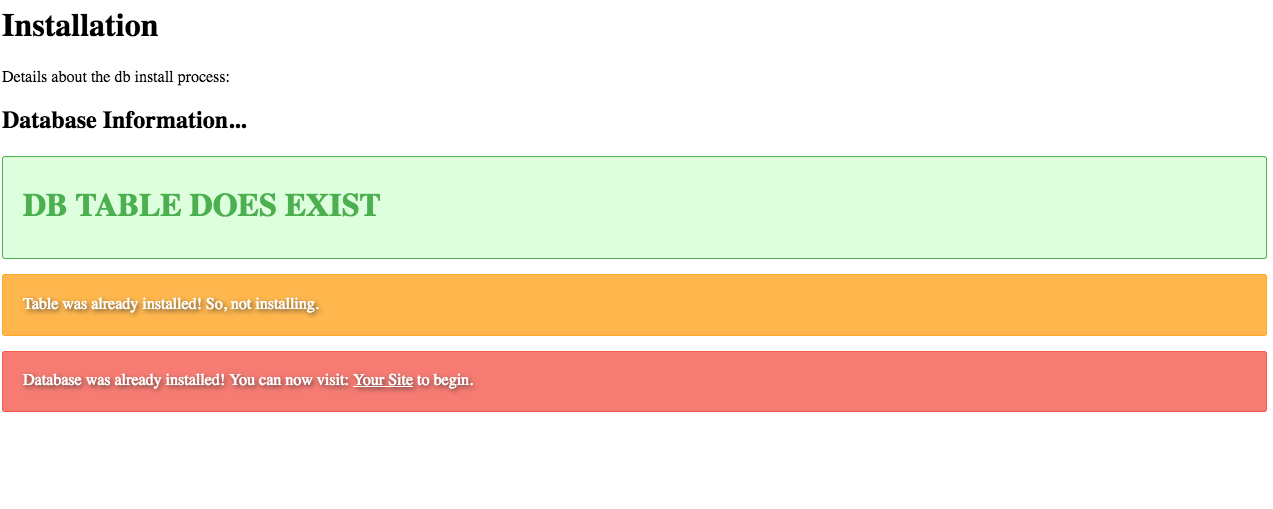 Installation
Details about the db install process:
Database Information...
DB TABLE DOES EXIST
Table was already installed! So, not installing.
Database was already installed! You can now visit: Your Site to begin.